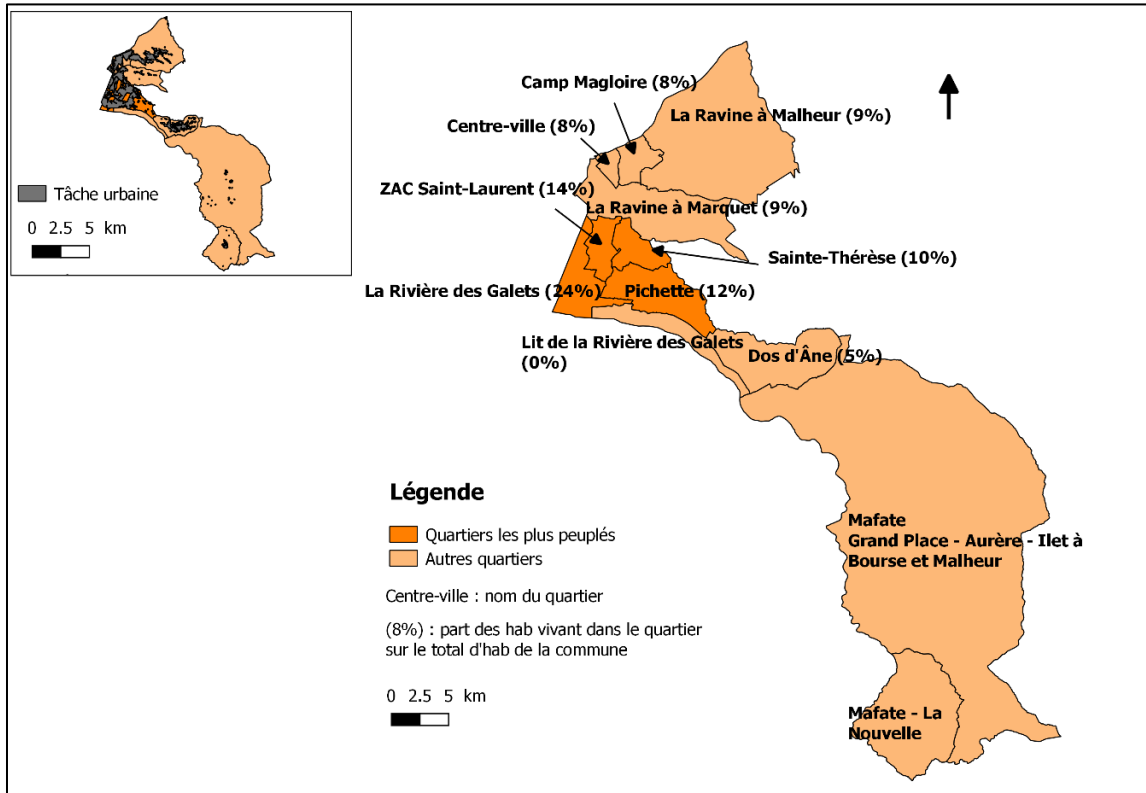 Tâche urbaine
0 2.5 5 km
Camp Magloire (8%)
La Ravine à Malheur (9%)
Centre-ville (8%)
ZAC Saint-Laurent (14%)
La Ravine à Marquet (9%)
Sainte-Thérèse (10%)
La Rivière des Galets (24%)
Pichette (12%)
Lit de la Rivière des Galets
(0%)
Dos d'Âne (5%)
Légende
Quartiers les plus peuplés
Autres quartiers
Centre-ville : nom du quartier
(8%) : part des hab vivant dans le quartier
sur le total d'hab de la commune
0 2.5 5 km
Mafate
Grand Place - Aurère - Ilet à
Bourse et Malheur
Mafate - La
Nouvelle